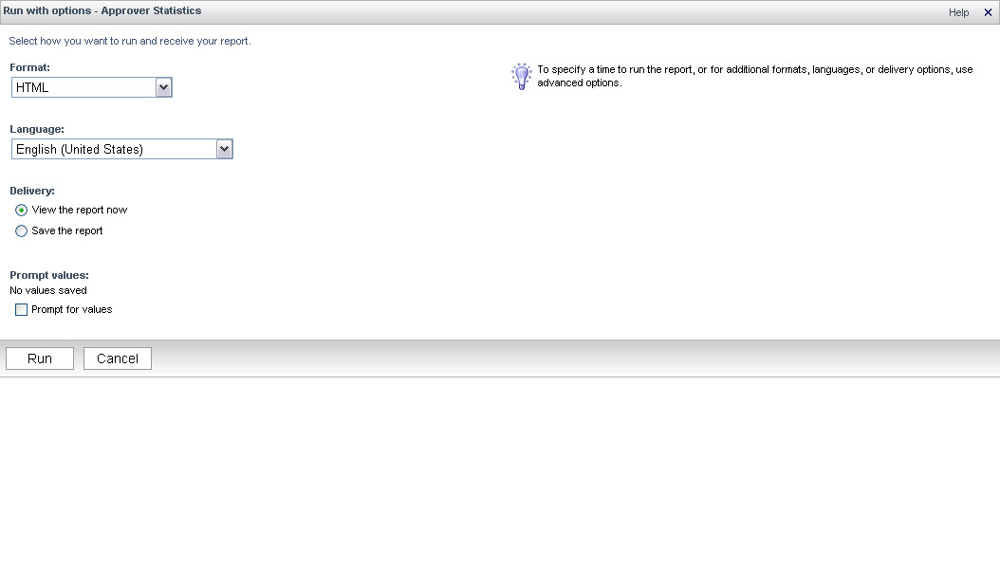 Run with options - Approver Statistics
Help
Select how you want to run and receive your report.
Format:
HTML
To specify a time to run the report, or for additional formats, languages, or delivery options, use
advanced options.
Language:
English (United States)
Delivery:
View the report now
Save the report
Prompt values:
No values saved
Prompt for values
Run
Cancel